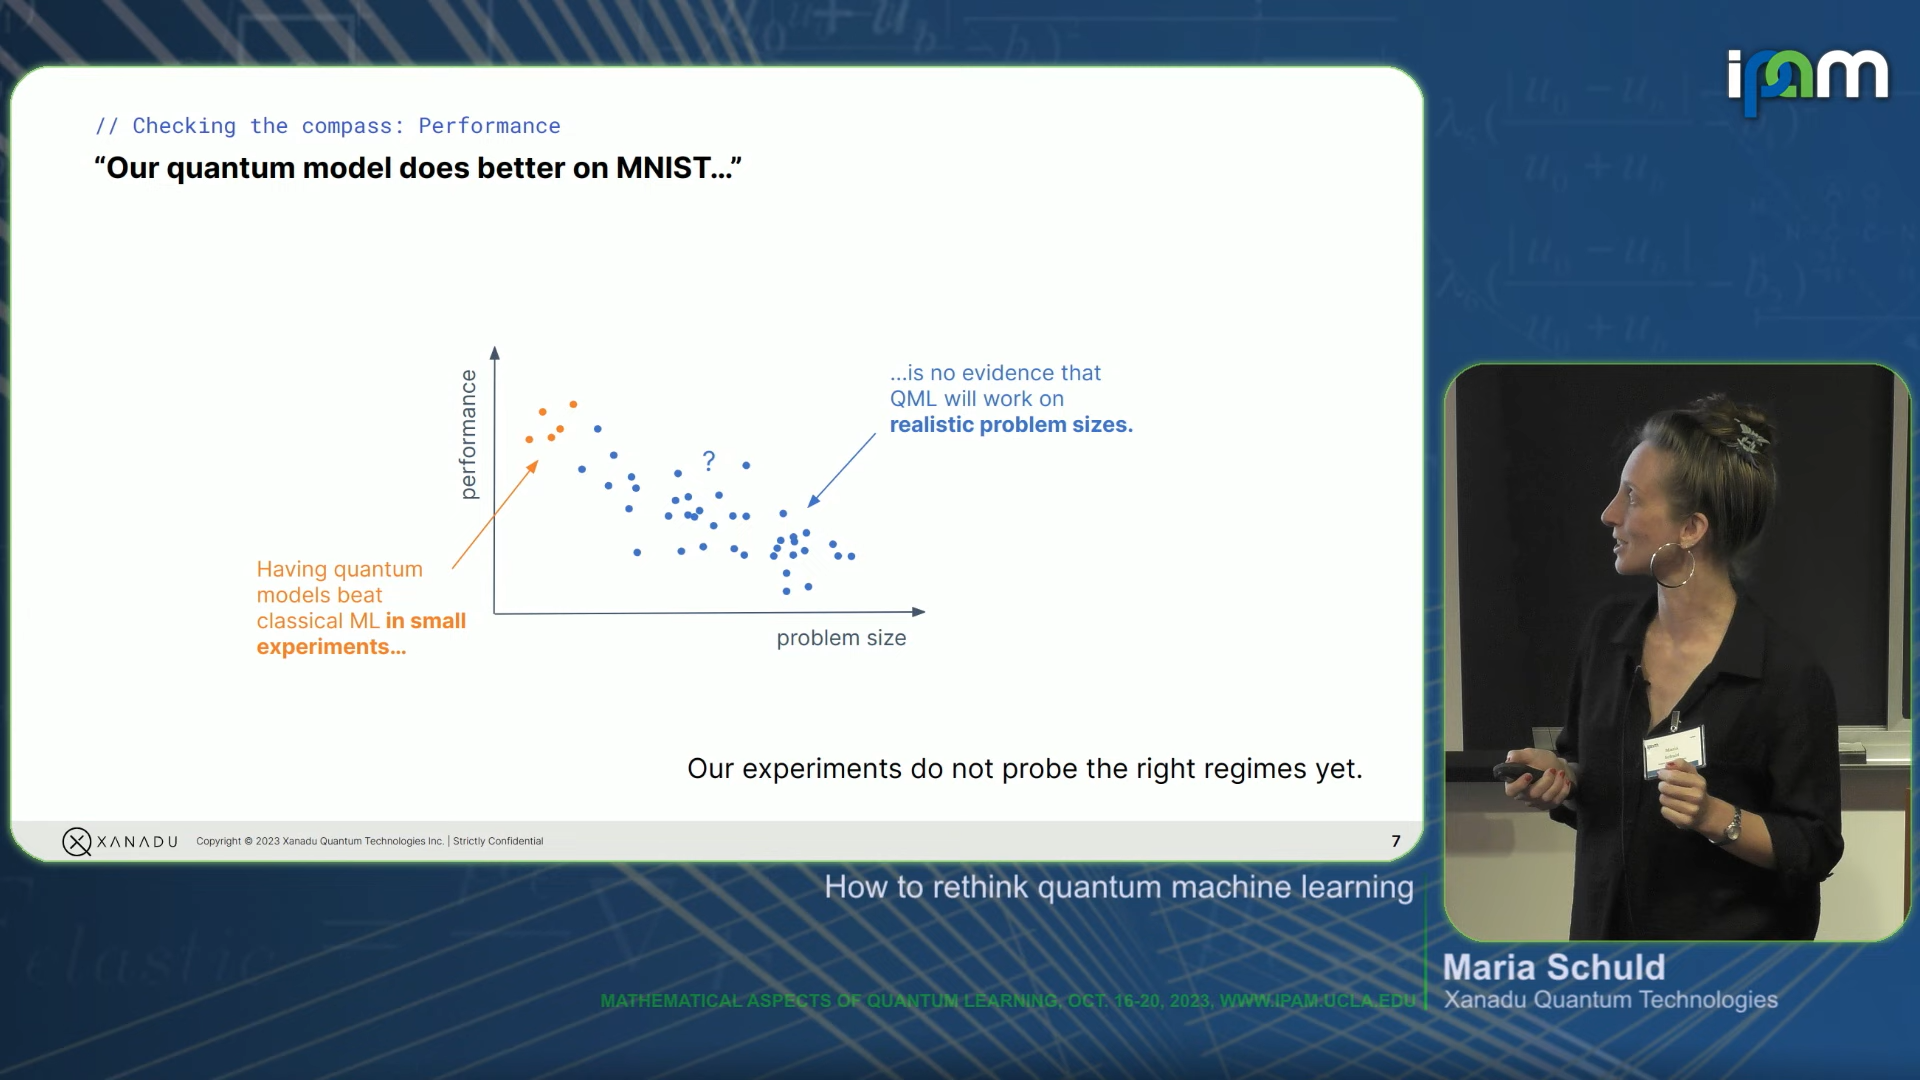 ipam
// Checking the compass: Performance
“Our quantum model does better on MNIST...”
performance
?
...is no evidence that
QML will work on
realistic problem sizes.
Having quantum
models beat
classical ML in small
experiments...
problem size
Our experiments do not probe the right regimes yet.
XANADU
Copyright © 2023 Xanadu Quantum Technologies Inc. | Strictly Confidential
7
How to rethink quantum machine learning
Maria Schuld
Xanadu Quantum Technologies
MATHEMATICAL ASPECTS OF QUANTUM LEARNING, OCT. 16-20, 2023, WWW.IPAM.UCLA.EDU